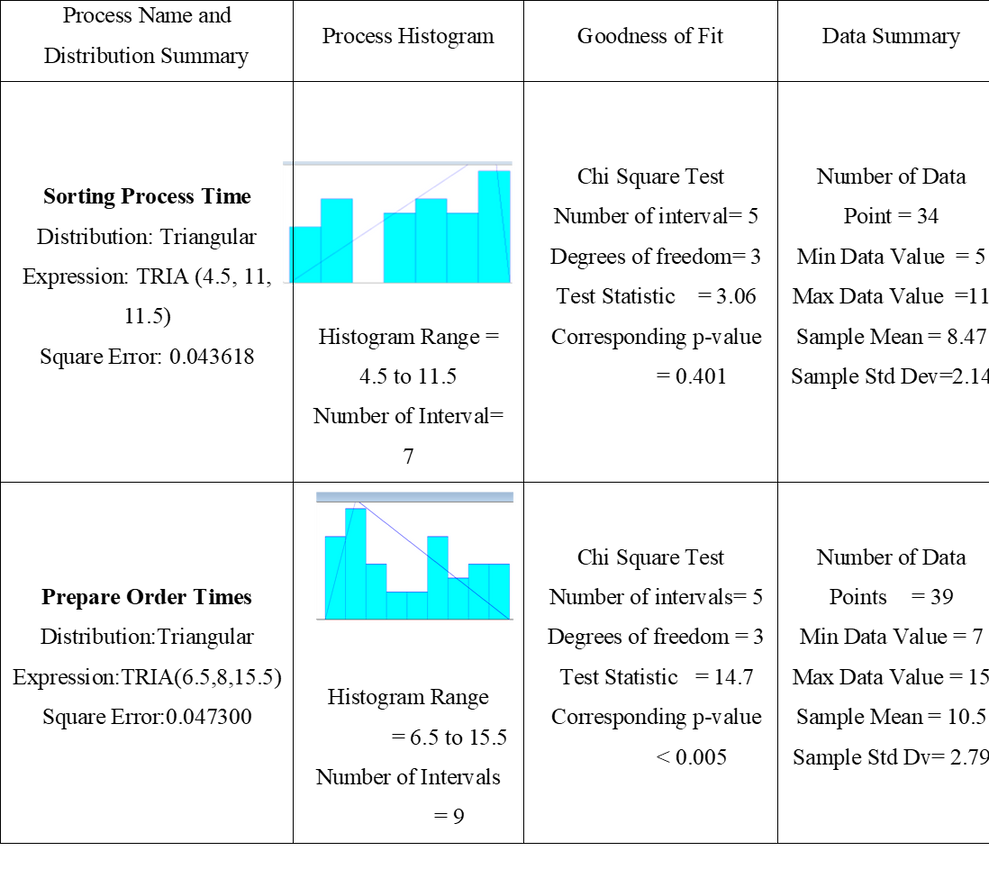 Process Name and
Distribution Summary
Process Histogram
Goodness of Fit
Data Summary
Sorting Process Time
Distribution: Triangular
Expression: TRIA (4.5, 11,
11.5)
Square Error: 0.043618
Histogram Range =
4.5 to 11.5
Number of Interval=
7
Chi Square Test
Number of interval= 5
Degrees of freedom= 3
Test Statistic = 3.06
Corresponding p-value
= 0.401
Number of Data
Point = 34
Min Data Value = 5
Max Data Value =11
Sample Mean = 8.47
Sample Std Dev=2.14
Prepare Order Times
Distribution:Triangular
Expression:TRIA(6.5,8,15.5)
Square Error:0.047300
Histogram Range
= 6.5 to 15.5
Number of Intervals
= 9
Chi Square Test
Number of intervals= 5
Degrees of freedom = 3
Test Statistic = 14.7
Corresponding p-value
< 0.005
Number of Data
Points = 39
Min Data Value = 7
Max Data Value = 15
Sample Mean = 10.5
Sample Std Dv= 2.79